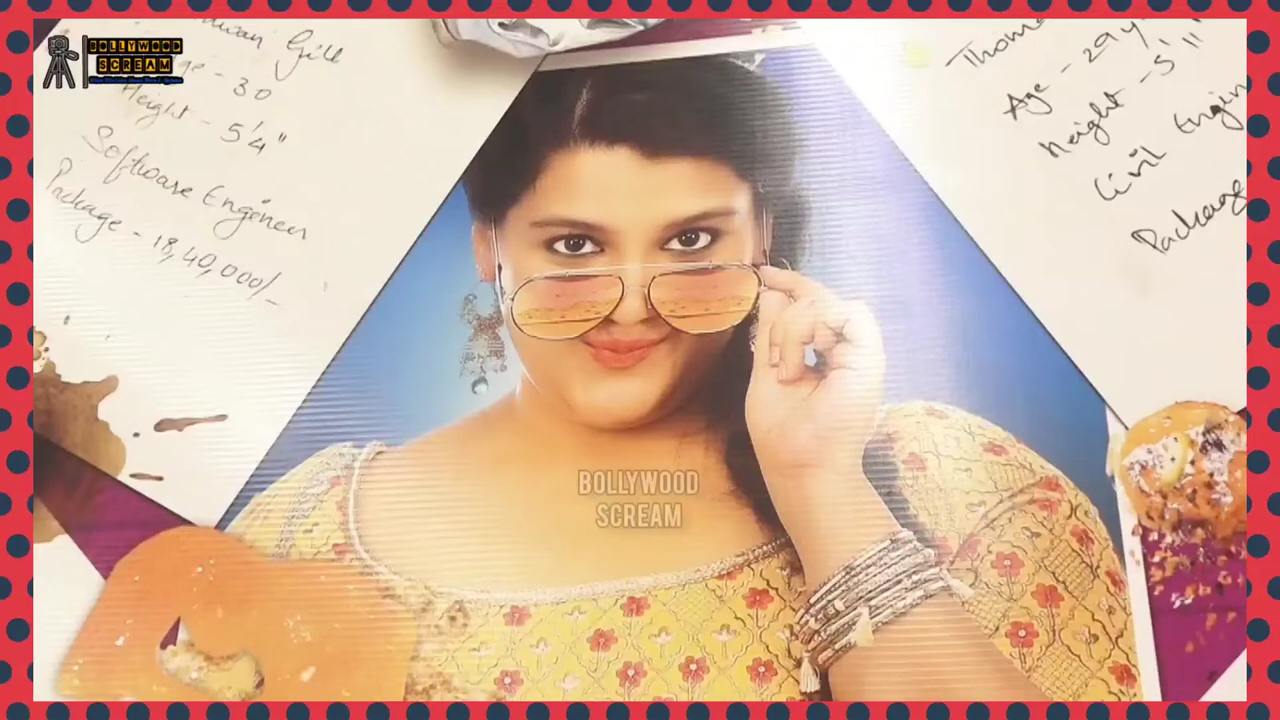 BOLLYWOOD
SCREAM
Gill
- 30
Height - 5'4"
Software Engineer
Package - 18,40,000/-
Age - 29 y
Height - 5' "
Civil Engin
Package
BOLLYWOOD
SCREAM